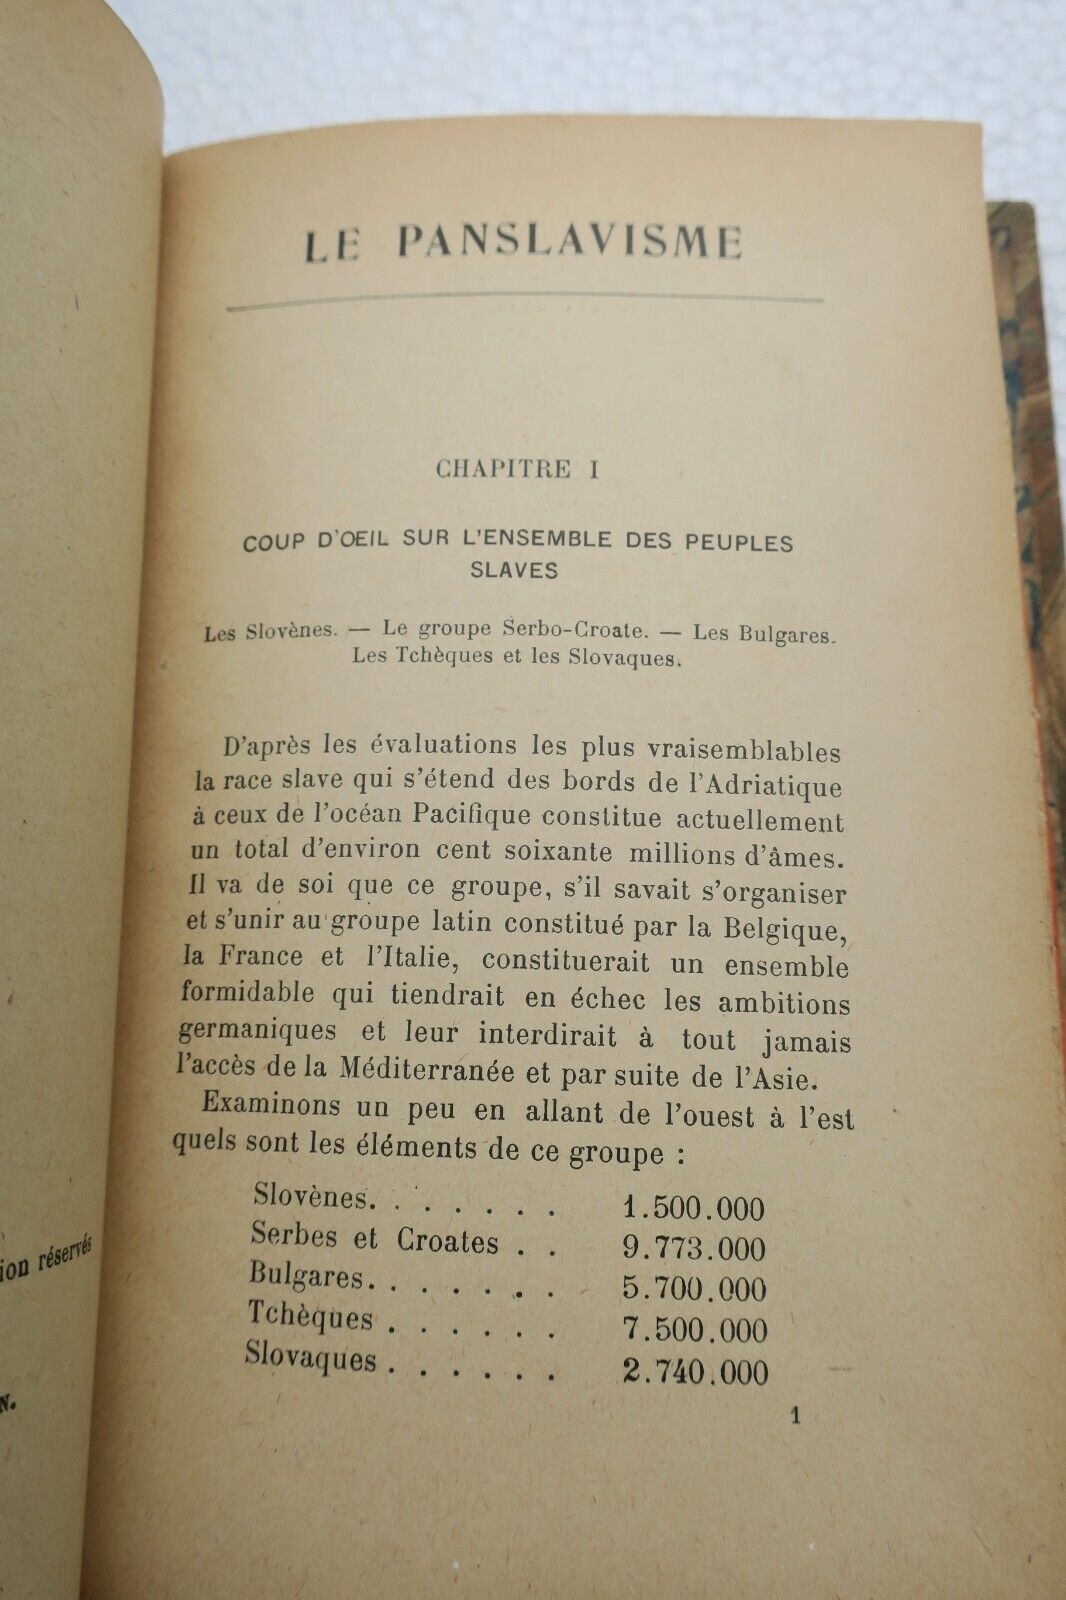 LE PANSLAVISME
CHAPITRE I
COUP D'OEIL SUR L'ENSEMBLE DES PEUPLES
SLAVES
Les Slovènes. — Le groupe Serbo-Croate. — Les Bulgares.
Les Tchèques et les Slovaques.
D'après les évaluations les plus vraisemblables
la race slave qui s'étend des bords de l'Adriatique
à ceux de l'océan Pacifique constitue actuellement
un total d'environ cent soixante millions d'âmes.
Il va de soi que ce groupe, s'il savait s'organiser
et s'unir au groupe latin constitué par la Belgique,
la France et l'Italie, constituerait un ensemble
formidable qui tiendrait en échec les ambitions
germaniques et leur interdirait à tout jamais
l'accès de la Méditerranée et par suite de l'Asie.
Examinons un peu en allant de l'ouest à l'est
quels sont les éléments de ce groupe :
Slovènes. . . . . . . 1.500.000
Serbes et Croates . . 9.773.000
Bulgares. . . . . . . 5.700.000
Tchèques . . . . . . 7.500.000
Slovaques . . . . . . 2.740.000
1
ion réservés
N.